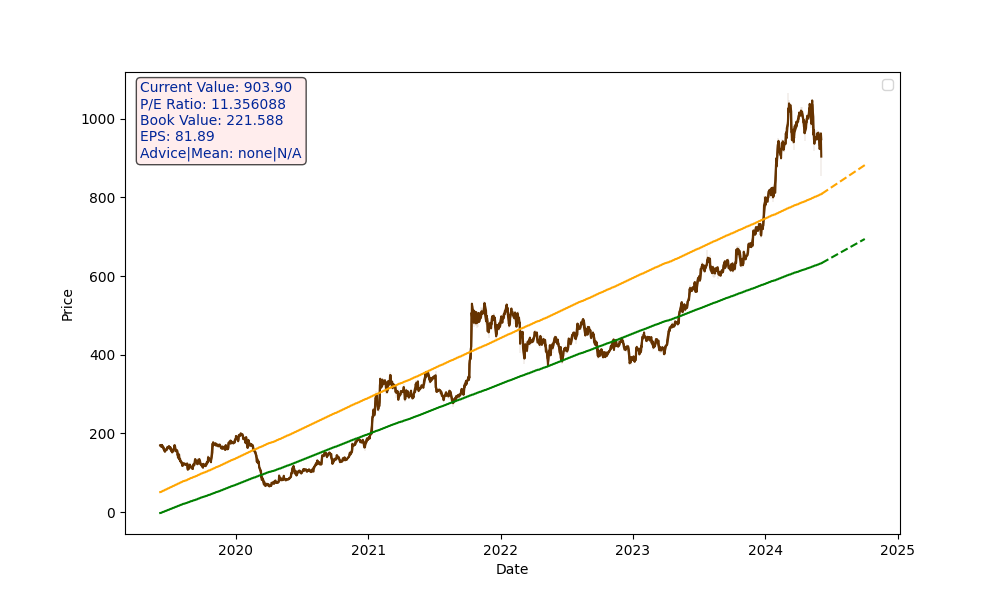 Current Value: 903.90
P/E Ratio: 11.356088
Book Value: 221.588
EPS: 81.89
Advice|Mean: none|N/A
Price
1000
800
600
400
200
0
2020 2021 2022 2023 2024 2025
Date